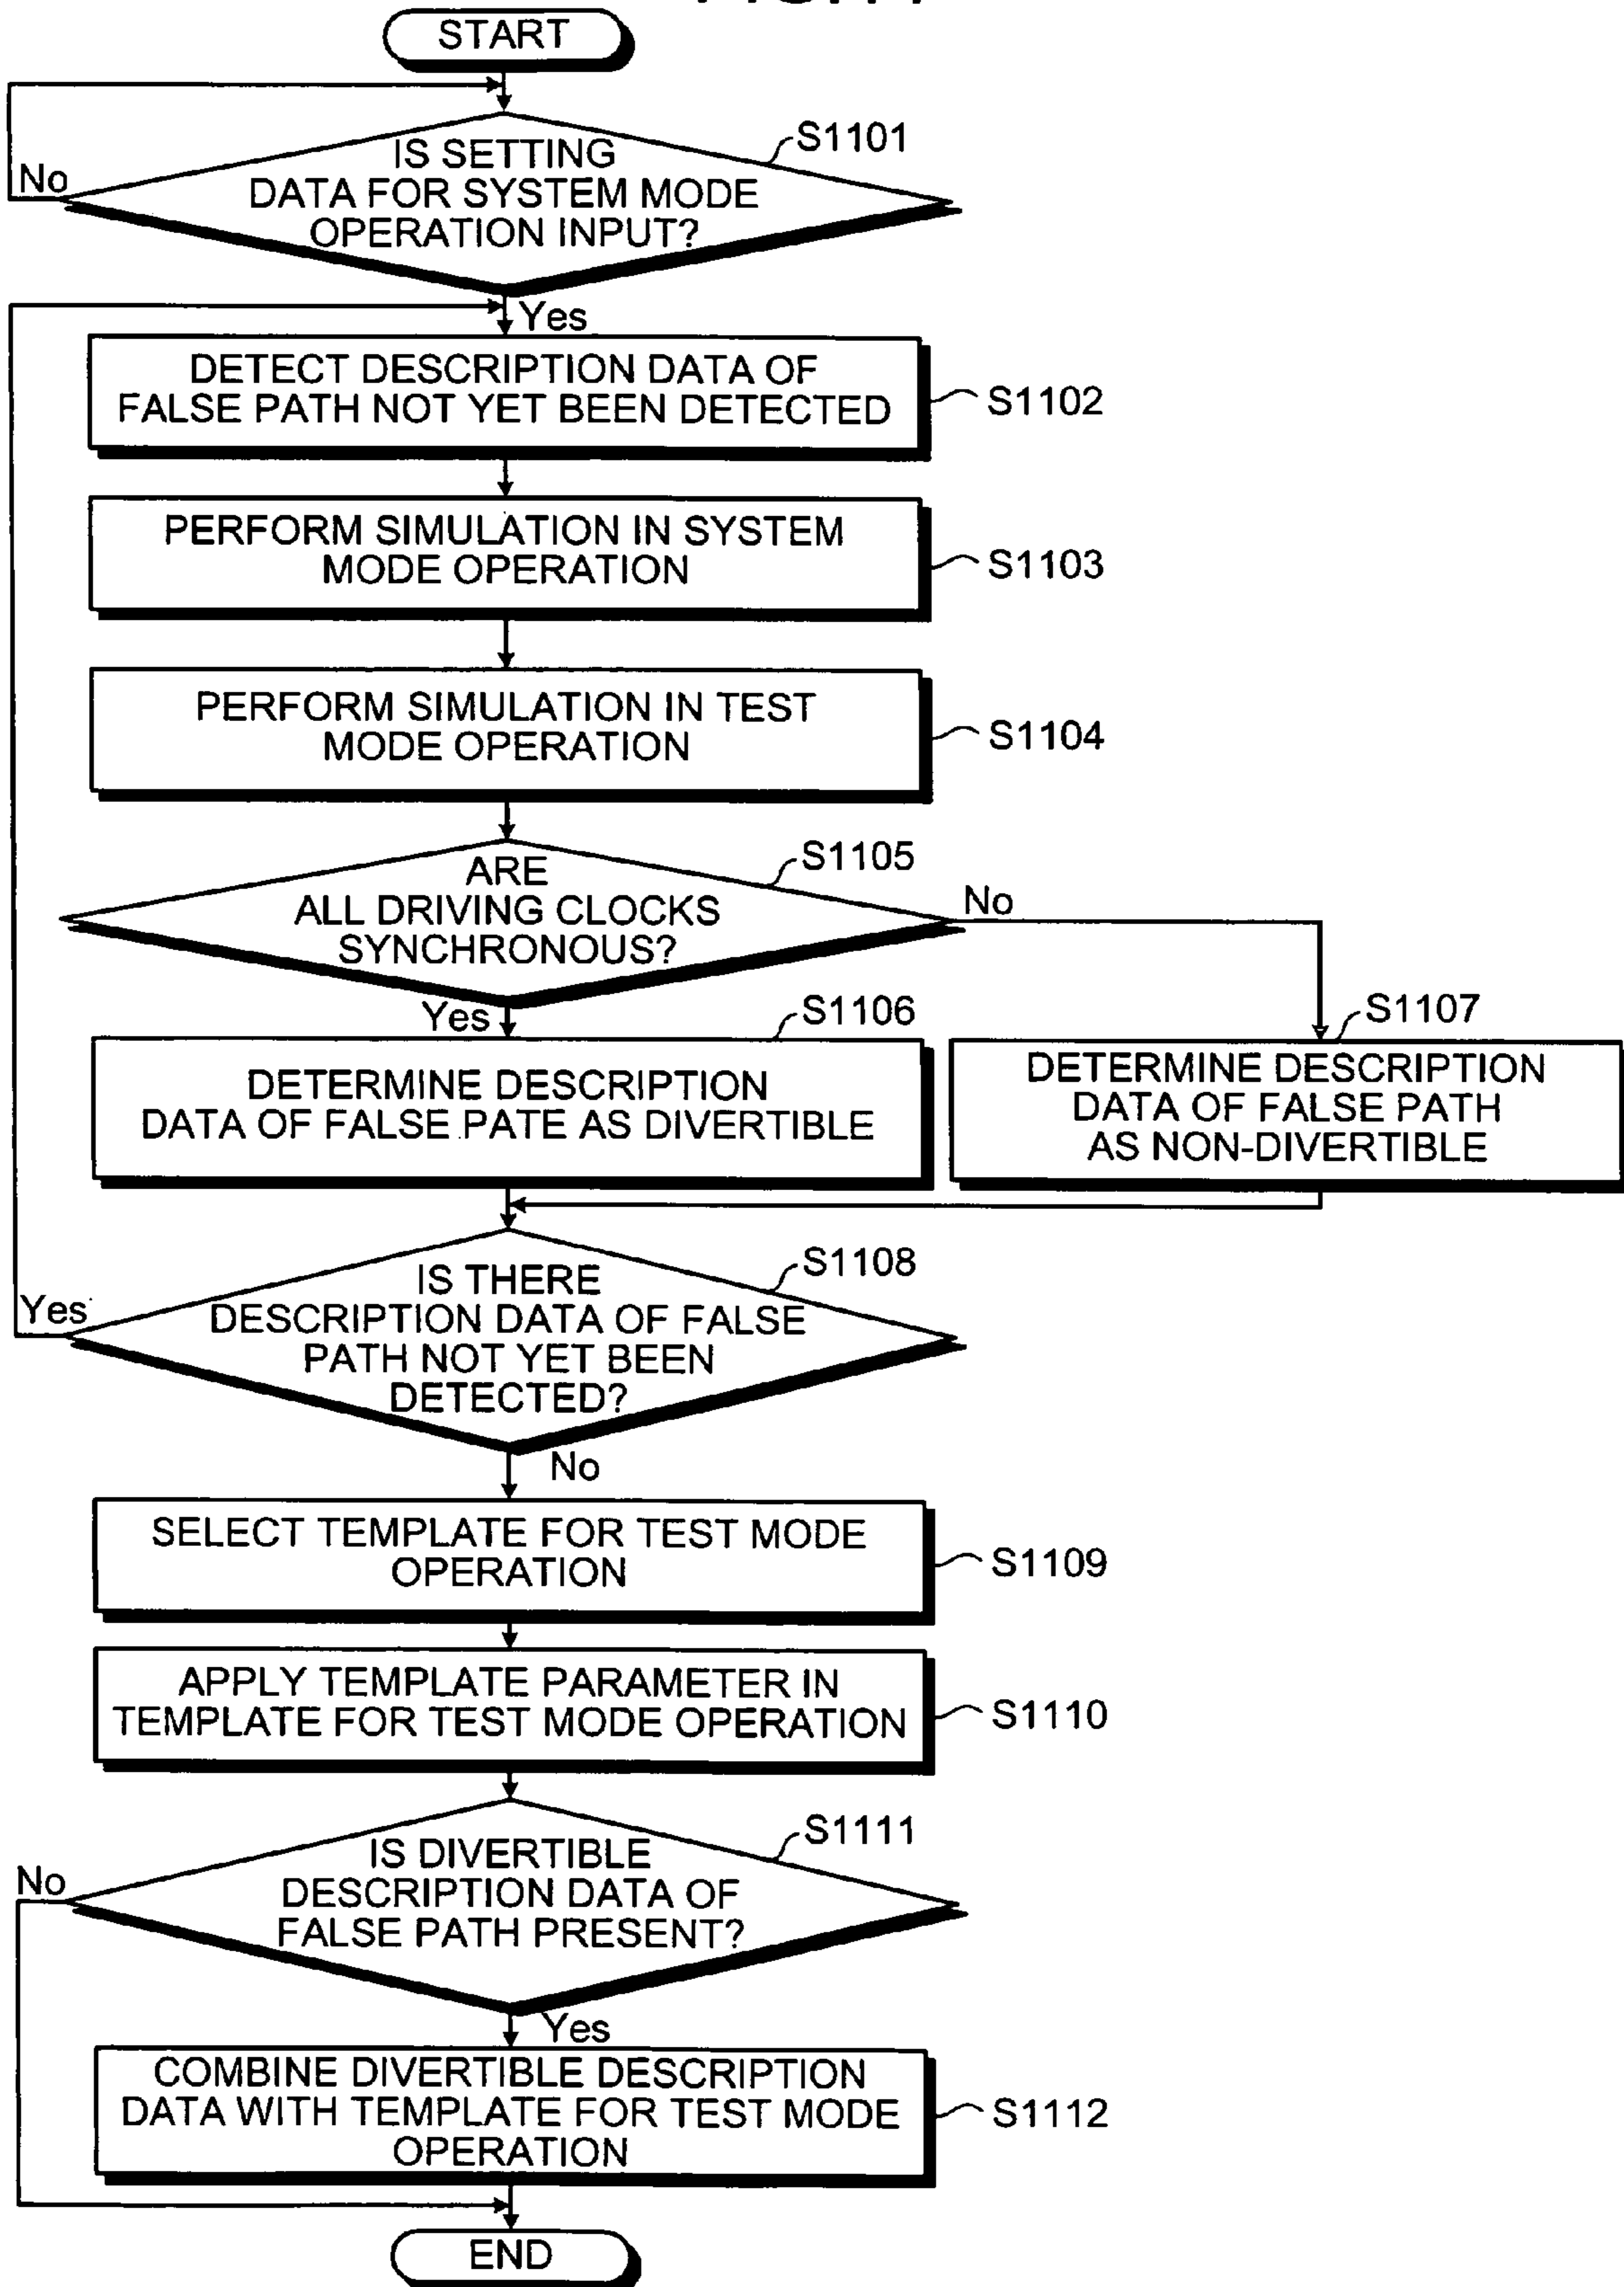 START
S1101
IS SETTING
DATA FOR SYSTEM MODE
OPERATION INPUT?
No
Yes
DETECT DESCRIPTION DATA OF
FALSE PATH NOT YET BEEN DETECTED
S1102
PERFORM SIMULATION IN SYSTEM
MODE OPERATION
S1103
PERFORM SIMULATION IN TEST
MODE OPERATION
S1104
S1105
ARE
ALL DRIVING CLOCKS
SYNCHRONOUS?
No
Yes
S1106
DETERMINE DESCRIPTION
DATA OF FALSE PATE AS DIVERTIBLE
S1107
DETERMINE DESCRIPTION
DATA OF FALSE PATH
AS NON-DIVERTIBLE
S1108
IS THERE
DESCRIPTION DATA OF FALSE
PATH NOT YET BEEN
DETECTED?
Yes
No
SELECT TEMPLATE FOR TEST MODE
OPERATION
S1109
APPLY TEMPLATE PARAMETER IN
TEMPLATE FOR TEST MODE OPERATION
S1110
S1111
IS DIVERTIBLE
DESCRIPTION DATA OF
FALSE PATH PRESENT?
No
Yes
COMBINE DIVERTIBLE DESCRIPTION
DATA WITH TEMPLATE FOR TEST MODE
OPERATION
S1112
END